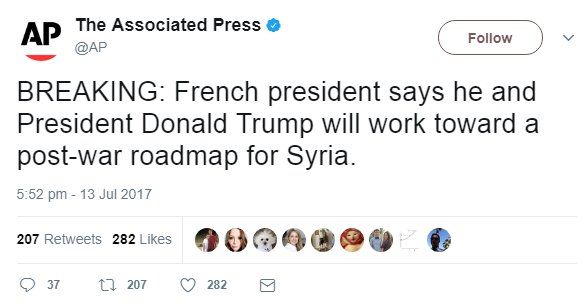 AP
The Associated Press
@AP
Follow
BREAKING: French president says he and
President Donald Trump will work toward a
post-war roadmap for Syria.
5:52 pm - 13 Jul 2017
207 Retweets 282 Likes
37 207 282